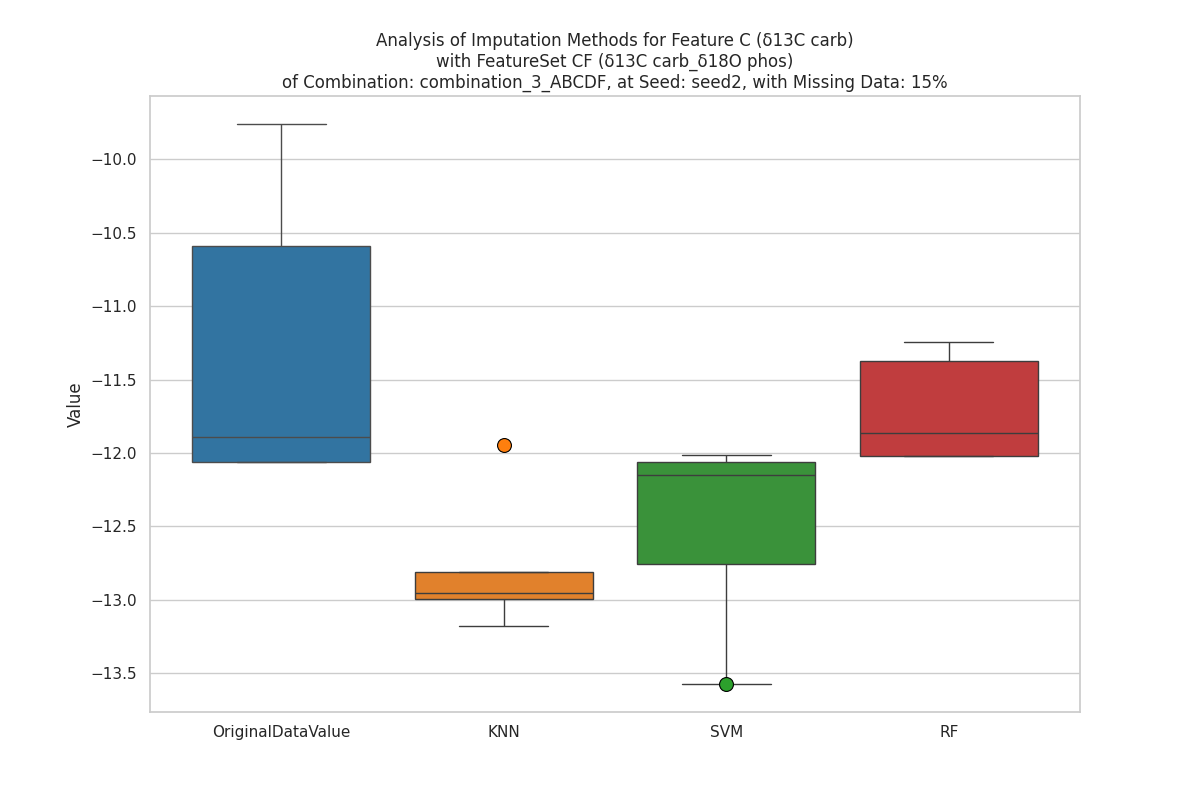 Analysis of Imputation Methods for Feature C (δ13C carb)
with FeatureSet CF (δ13C carb_δ18O phos)
of Combination: combination_3_ABCDF, at Seed: seed2, with Missing Data: 15%
Value
−10.0
−10.5
−11.0
−11.5
−12.0
−12.5
−13.0
−13.5
OriginalDataValue
KNN
SVM
RF